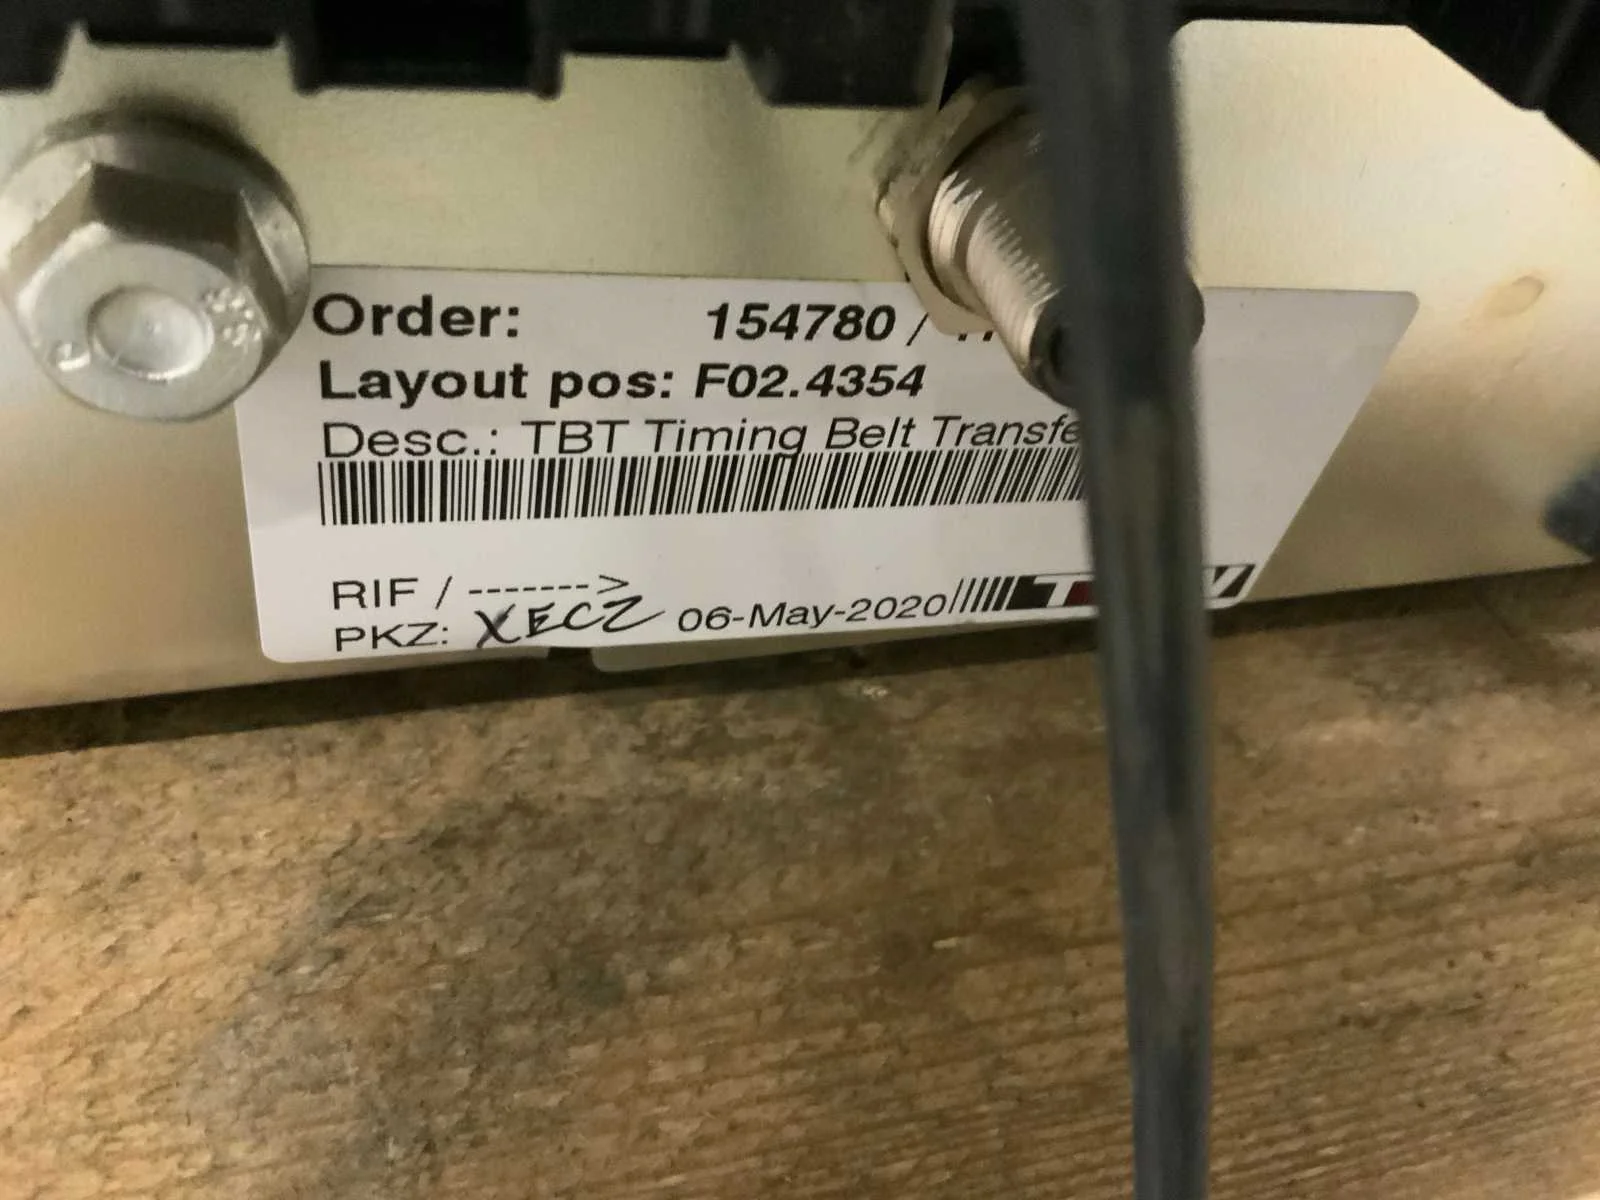 Order: 154780 /
Layout pos: F02.4354
Desc.: TBT Timing Belt
RIF / ------->
PKZ: XECZ 06-May-2020